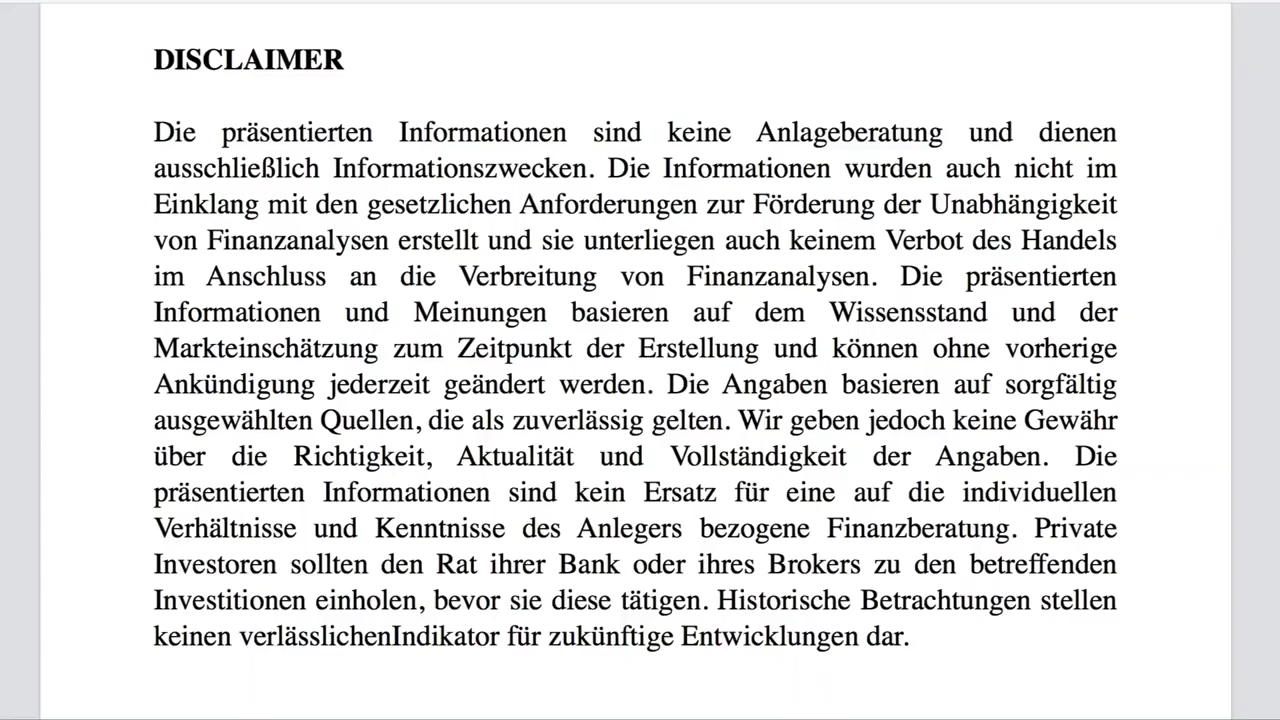 DISCLAIMER
Die präsentierten Informationen sind keine Anlageberatung und dienen
ausschließlich Informationszwecken. Die Informationen wurden auch nicht im
Einklang mit den gesetzlichen Anforderungen zur Förderung der Unabhängigkeit
von Finanzanalysen erstellt und sie unterliegen auch keinem Verbot des Handels
im Anschluss an die Verbreitung von Finanzanalysen. Die präsentierten
Informationen und Meinungen basieren auf dem Wissensstand und der
Markteinschätzung zum Zeitpunkt der Erstellung und können ohne vorherige
Ankündigung jederzeit geändert werden. Die Angaben basieren auf sorgfältig
ausgewählten Quellen, die als zuverlässig gelten. Wir geben jedoch keine Gewähr
über die Richtigkeit, Aktualität und Vollständigkeit der Angaben. Die
präsentierten Informationen sind kein Ersatz für eine auf die individuellen
Verhältnisse und Kenntnisse des Anlegers bezogene Finanzberatung. Private
Investoren sollten den Rat ihrer Bank oder ihres Brokers zu den betreffenden
Investitionen einholen, bevor sie diese tätigen. Historische Betrachtungen stellen
keinen verlässlichenIndikator für zukünftige Entwicklungen dar.